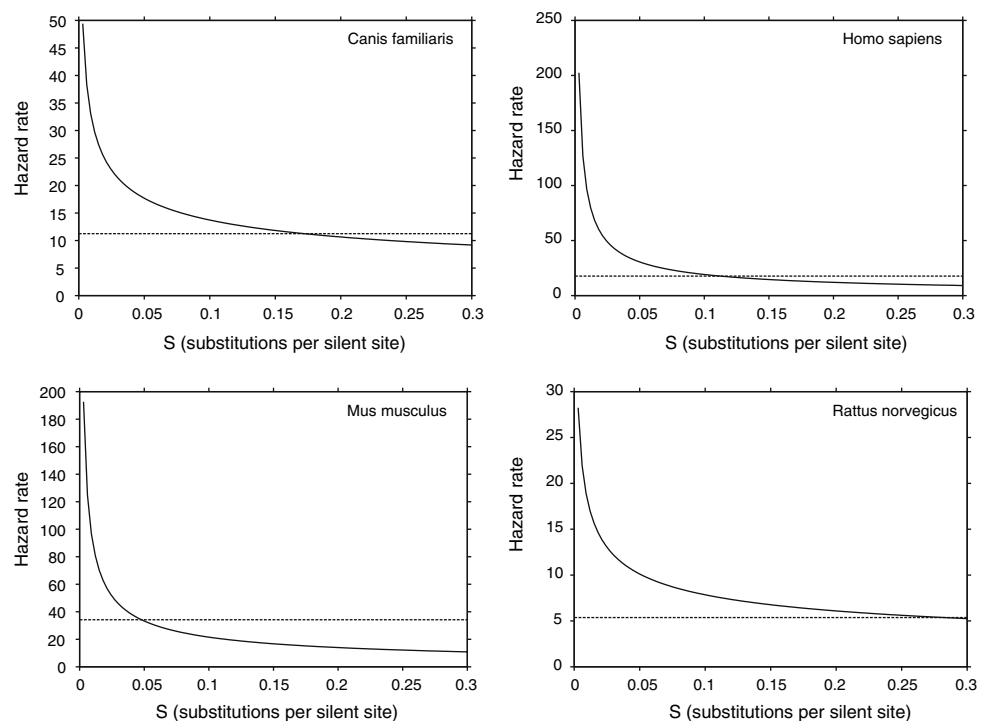 Canis familiaris
Hazard rate
50
45
40
35
30
25
20
15
10
5
0
0 0.05 0.1 0.15 0.2 0.25 0.3
S (substitutions per silent site)
Homo sapiens
Hazard rate
250
200
150
100
50
0
0 0.05 0.1 0.15 0.2 0.25 0.3
S (substitutions per silent site)
Mus musculus
Hazard rate
200
180
160
140
120
100
80
60
40
20
0
0 0.05 0.1 0.15 0.2 0.25 0.3
S (substitutions per silent site)
Rattus norvegicus
Hazard rate
30
25
20
15
10
5
0
0 0.05 0.1 0.15 0.2 0.25 0.3
S (substitutions per silent site)